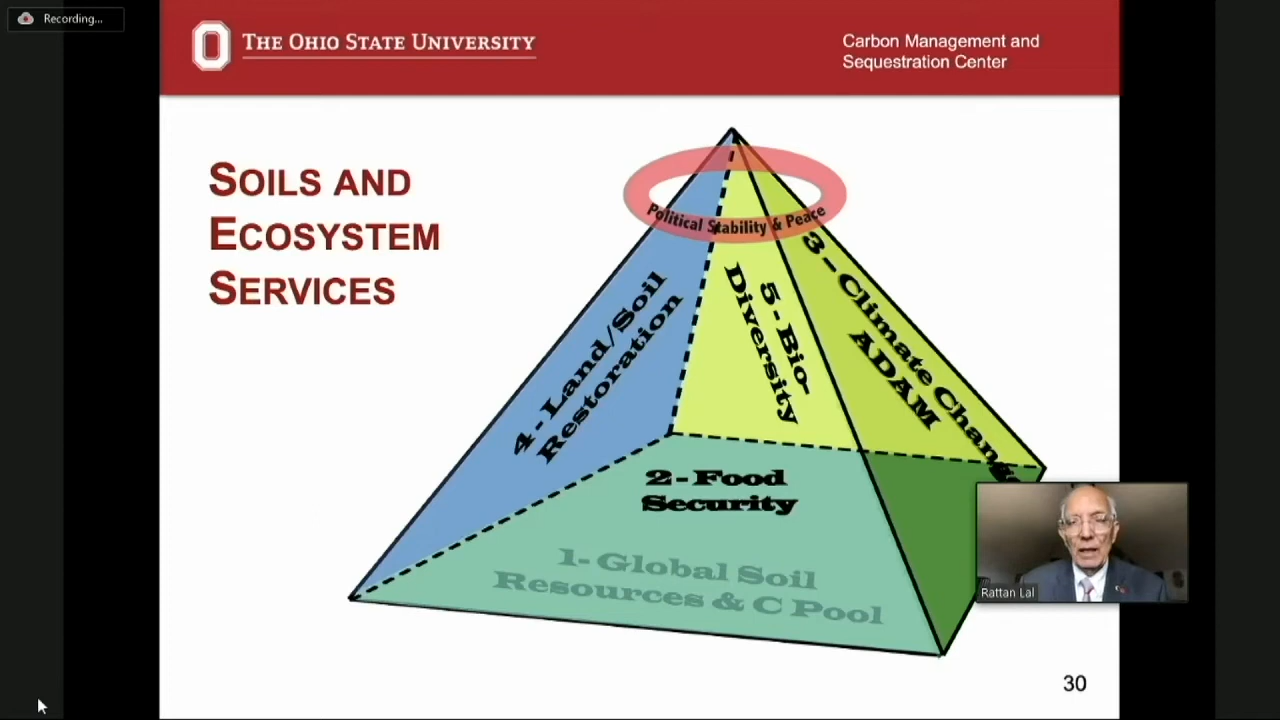 Recording...
THE OHIO STATE UNIVERSITY
Carbon Management and
Sequestration Center
SOILS AND
ECOSYSTEM
SERVICES
Political Stability & Peace
4 - Land/Soil
Restoration
5 - Bio-
Diversity
3 - Climate Chan
ADAM
2 - Food
Security
1- Global Soil
Resources & C Pool
Rattan Lal
30